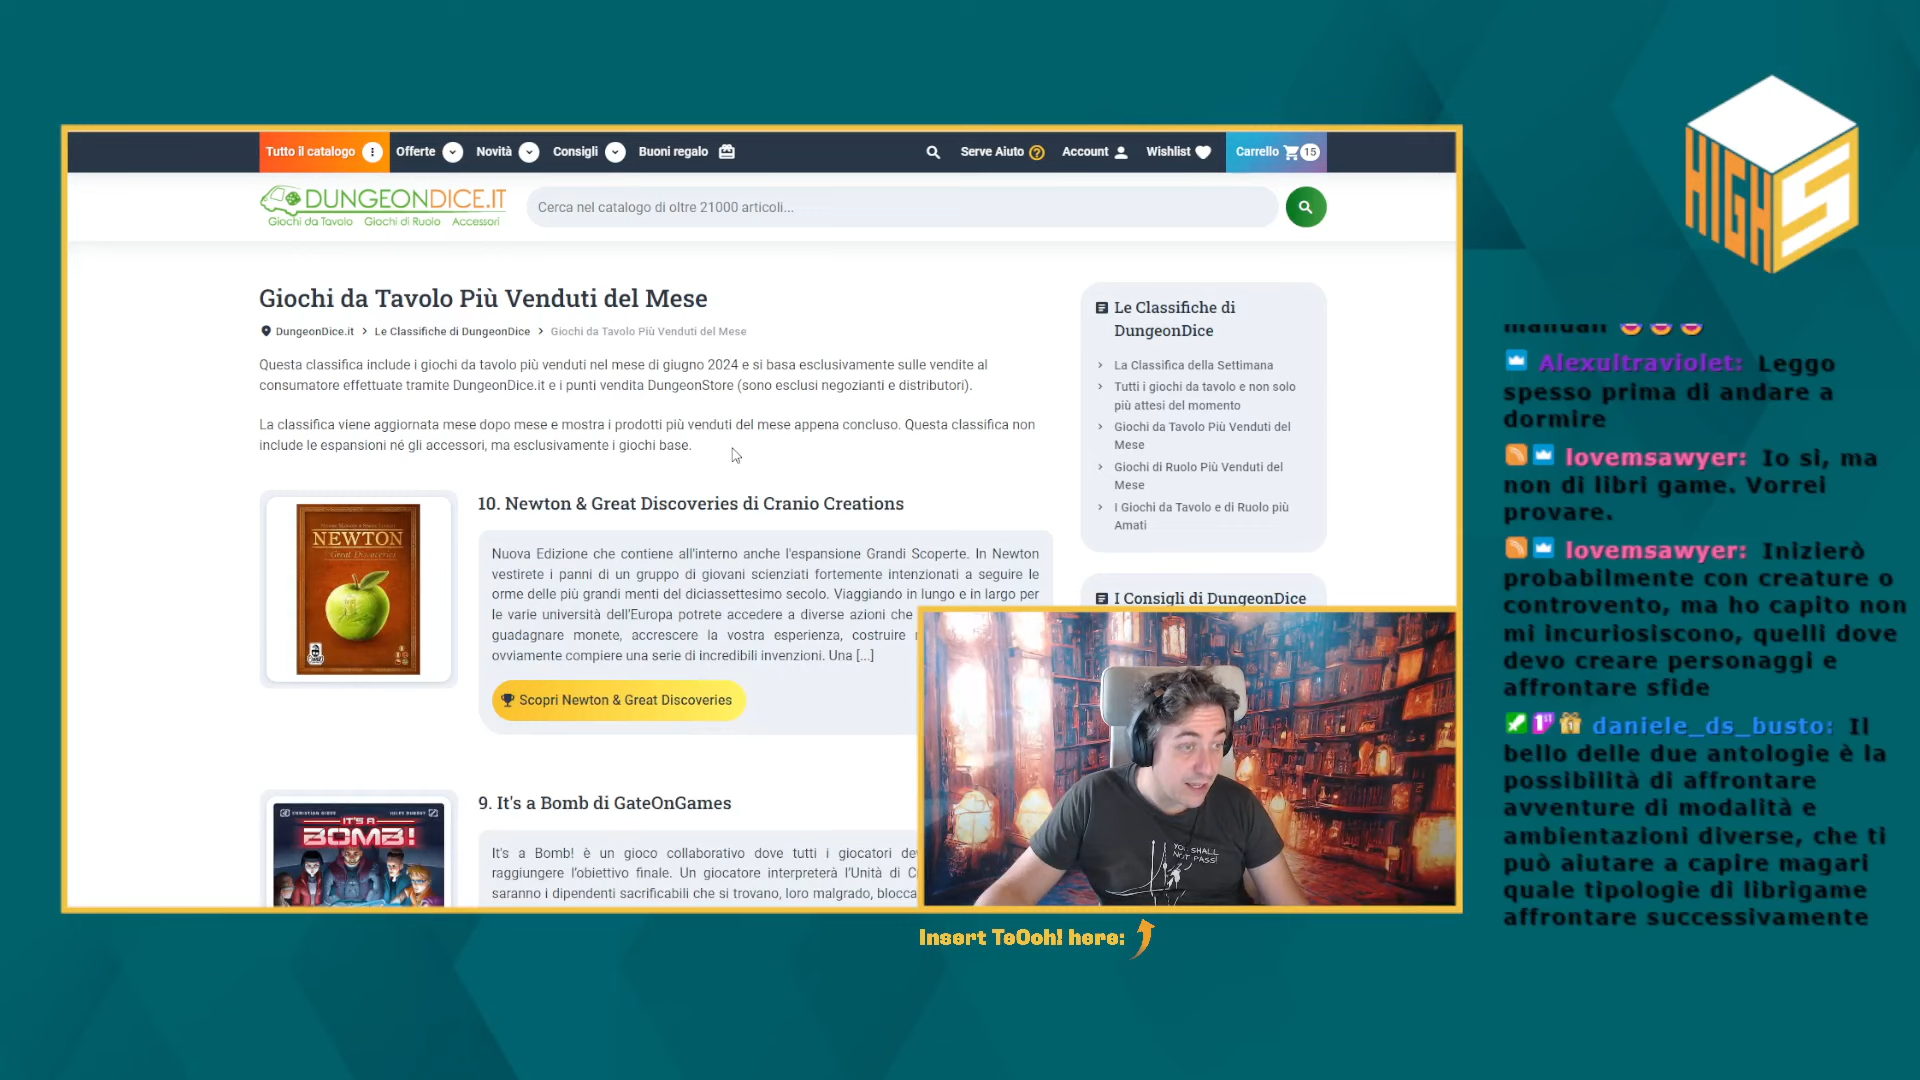 Tutto il catalogo Offerte Novità Consigli Buoni regalo Serve Aiuto Account Wishlist Carrello 15
DUNGEONDICE.IT
Giochi da Tavolo Giochi di Ruolo Accessori
Cerca nel catalogo di oltre 21000 articoli...
Giochi da Tavolo Più Venduti del Mese
DungeonDice.it > Le Classifiche di DungeonDice > Giochi da Tavolo Più Venduti del Mese
Questa classifica include i giochi da tavolo più venduti nel mese di giugno 2024 e si basa esclusivamente sulle vendite al
consumatore effettuate tramite DungeonDice.it e i punti vendita DungeonStore (sono esclusi negozianti e distributori).
La classifica viene aggiornata mese dopo mese e mostra i prodotti più venduti del mese appena concluso. Questa classifica non
include le espansioni né gli accessori, ma esclusivamente i giochi base.
10. Newton & Great Discoveries di Cranio Creations
NEWTON
Great Discoveries
Nuova Edizione che contiene all'interno anche l'espansione Grandi Scoperte. In Newton
vestirete i panni di un gruppo di giovani scienziati fortemente intenzionati a seguire le
orme delle più grandi menti del diciassettesimo secolo. Viaggiando in lungo e in largo per
le varie università dell'Europa potrete accedere a diverse azioni che
guadagnare monete, accrescere la vostra esperienza, costruire
ovviamente compiere una serie di incredibili invenzioni. Una [...]
Scopri Newton & Great Discoveries
9. It's a Bomb di GateOnGames
IT'S A
BOMB!
It's a Bomb! è un gioco collaborativo dove tutti i giocatori
raggiungere l'obiettivo finale. Un giocatore interpreterà l'Unità di
saranno i dipendenti sacrificabili che si trovano, loro malgrado,
Le Classifiche di
DungeonDice
> La Classifica della Settimana
> Tutti i giochi da tavolo e non solo
più attesi del momento
> Giochi da Tavolo Più Venduti del
Mese
> Giochi di Ruolo Più Venduti del
Mese
> I Giochi da Tavolo e di Ruolo più
Amati
I Consigli di DungeonDice
YOU SHALL
NOT PASS!
Insert TeOoh! here:
HIGH 5
Alexultraviolet: Leggo
spesso prima di andare a
dormire
lovemsawyer: Io si, ma
non di libri game. Vorrei
provare.
lovemsawyer: Inizierò
probabilmente con creature o
controvento, ma ho capito non
mi incuriosiscono, quelli dove
devo creare personaggi e
affrontare sfide
1ST 1 daniele_ds_busto: Il
bello delle due antologie è la
possibilità di affrontare
avventure di modalità e
ambientazioni diverse, che ti
può aiutare a capire magari
quale tipologie di librigame
affrontare successivamente